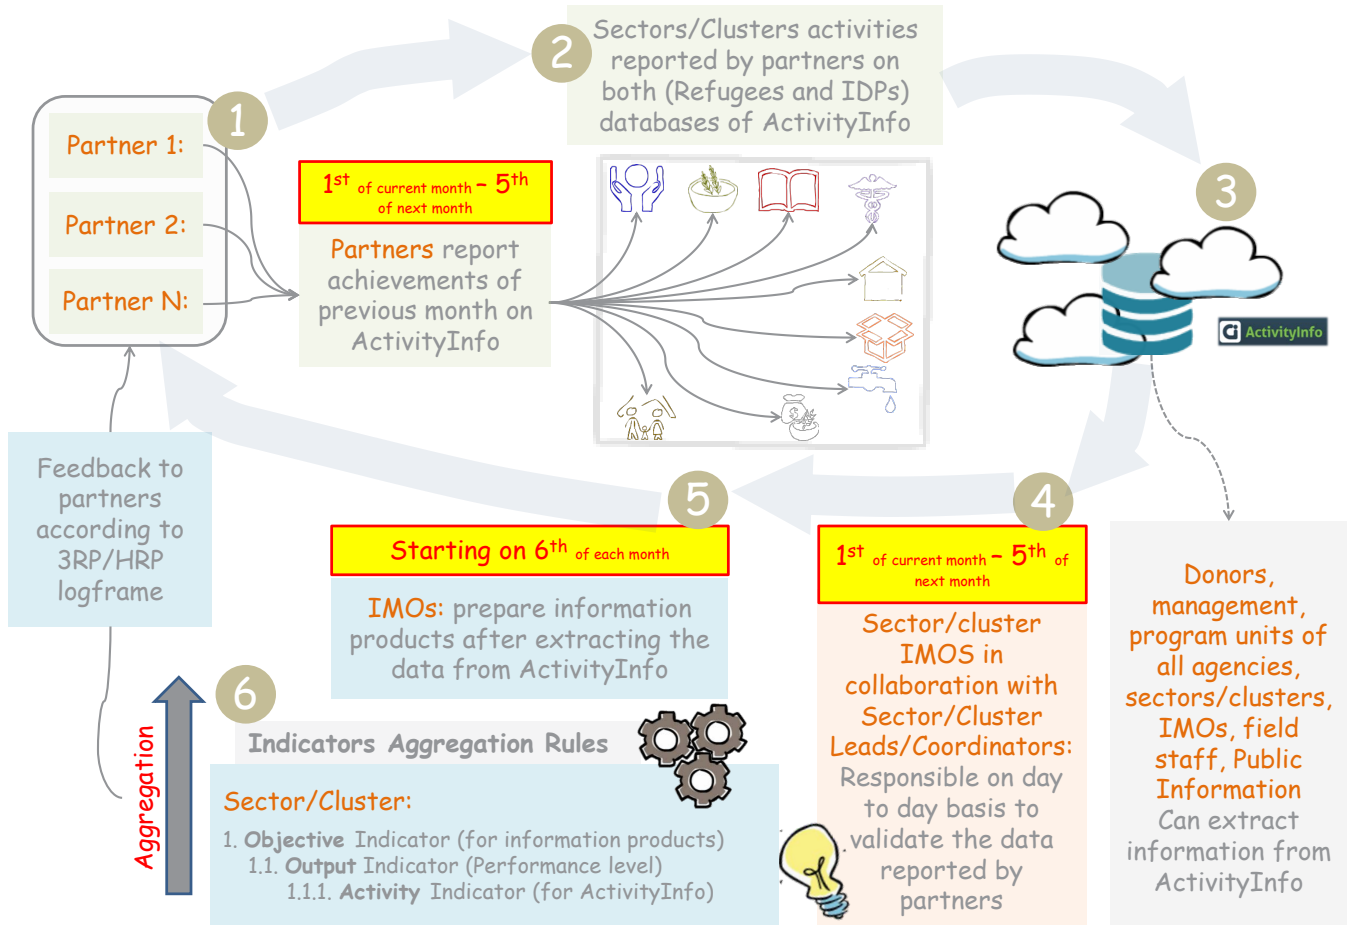 1
Partner 1:
Partner 2:
Partner N:
1st of current month – 5th
of next month
Partners report
achievements of
previous month on
ActivityInfo
2
Sectors/Clusters activities
reported by partners on
both (Refugees and IDPs)
databases of ActivityInfo
$
3
ActivityInfo
Donors,
management,
program units of
all agencies,
sectors/clusters,
IMOs, field
staff, Public
Information
Can extract
information from
ActivityInfo
4
1st of current month – 5th of
next month
Sector/cluster
IMOS in
collaboration with
Sector/Cluster
Leads/Coordinators:
Responsible on day
to day basis to
validate the data
reported by
partners
5
Starting on 6th of each month
IMOs: prepare information
products after extracting the
data from ActivityInfo
6
Indicators Aggregation Rules
Sector/Cluster:
1. Objective Indicator (for information products)
1.1. Output Indicator (Performance level)
1.1.1. Activity Indicator (for ActivityInfo)
Aggregation
Feedback to
partners
according to
3RP/HRP
logframe